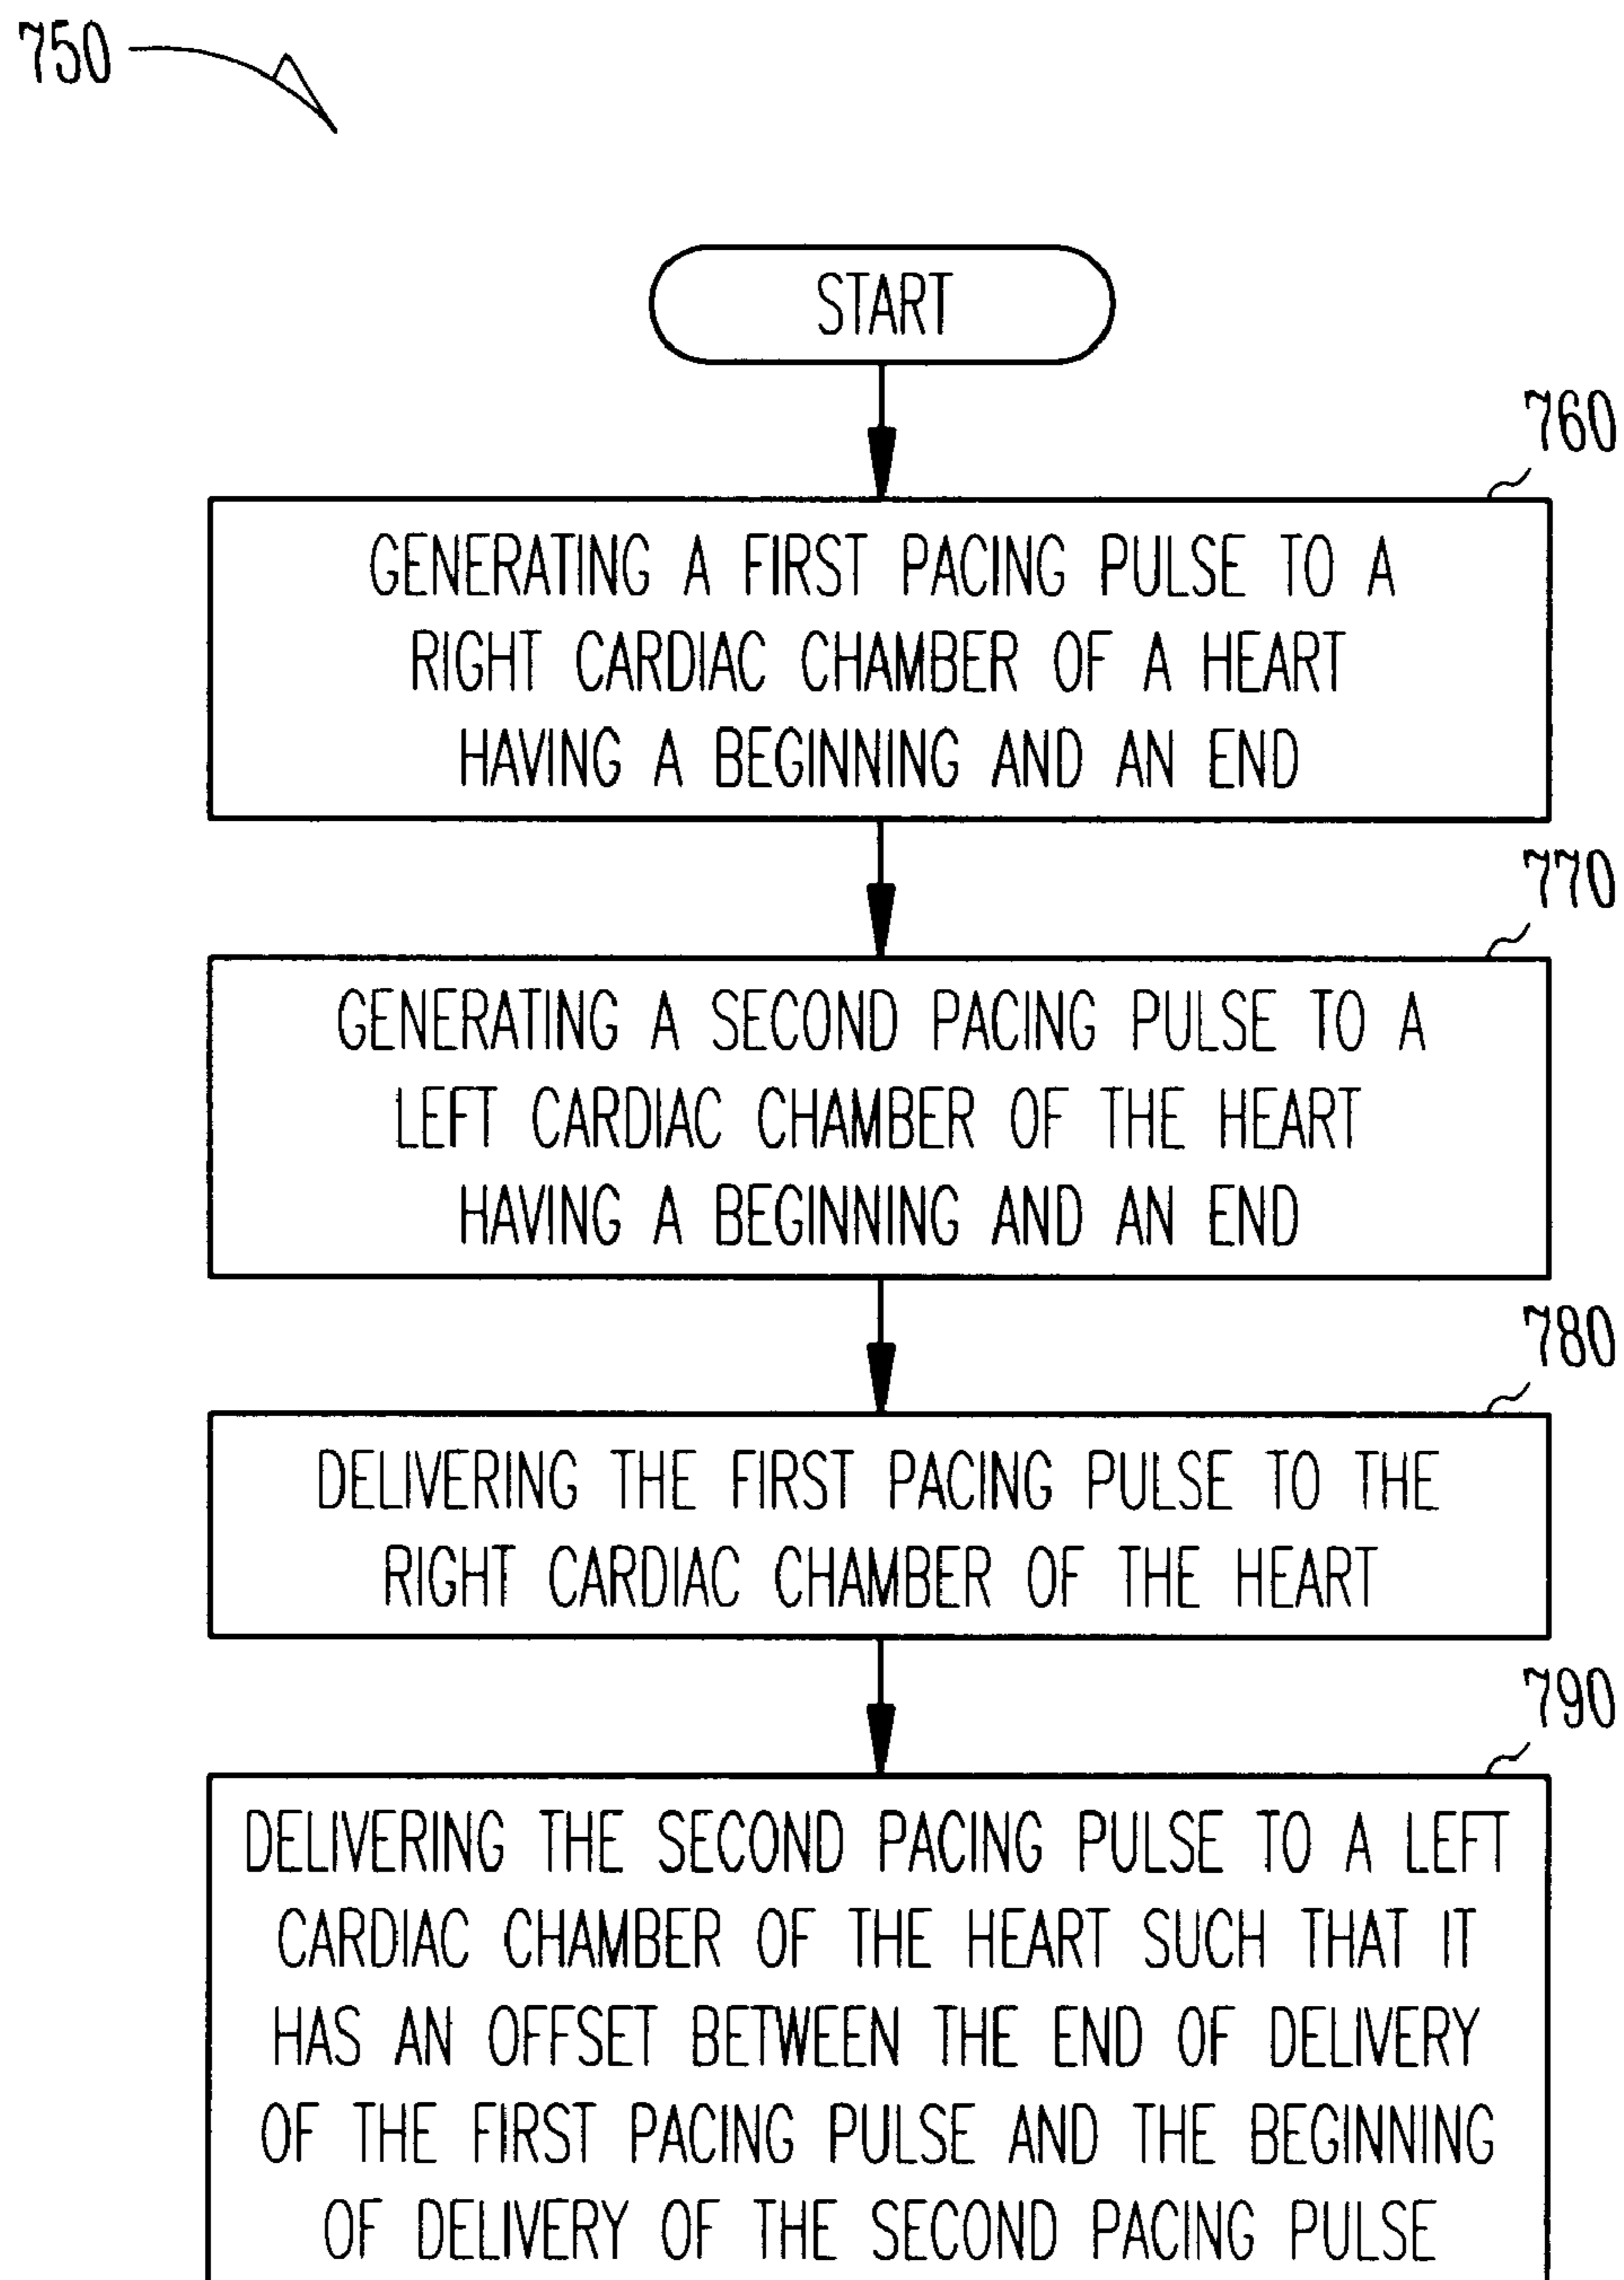 750
START
760
GENERATING A FIRST PACING PULSE TO A
RIGHT CARDIAC CHAMBER OF A HEART
HAVING A BEGINNING AND AN END
770
GENERATING A SECOND PACING PULSE TO A
LEFT CARDIAC CHAMBER OF THE HEART
HAVING A BEGINNING AND AN END
780
DELIVERING THE FIRST PACING PULSE TO THE
RIGHT CARDIAC CHAMBER OF THE HEART
790
DELIVERING THE SECOND PACING PULSE TO A LEFT
CARDIAC CHAMBER OF THE HEART SUCH THAT IT
HAS AN OFFSET BETWEEN THE END OF DELIVERY
OF THE FIRST PACING PULSE AND THE BEGINNING
OF DELIVERY OF THE SECOND PACING PULSE